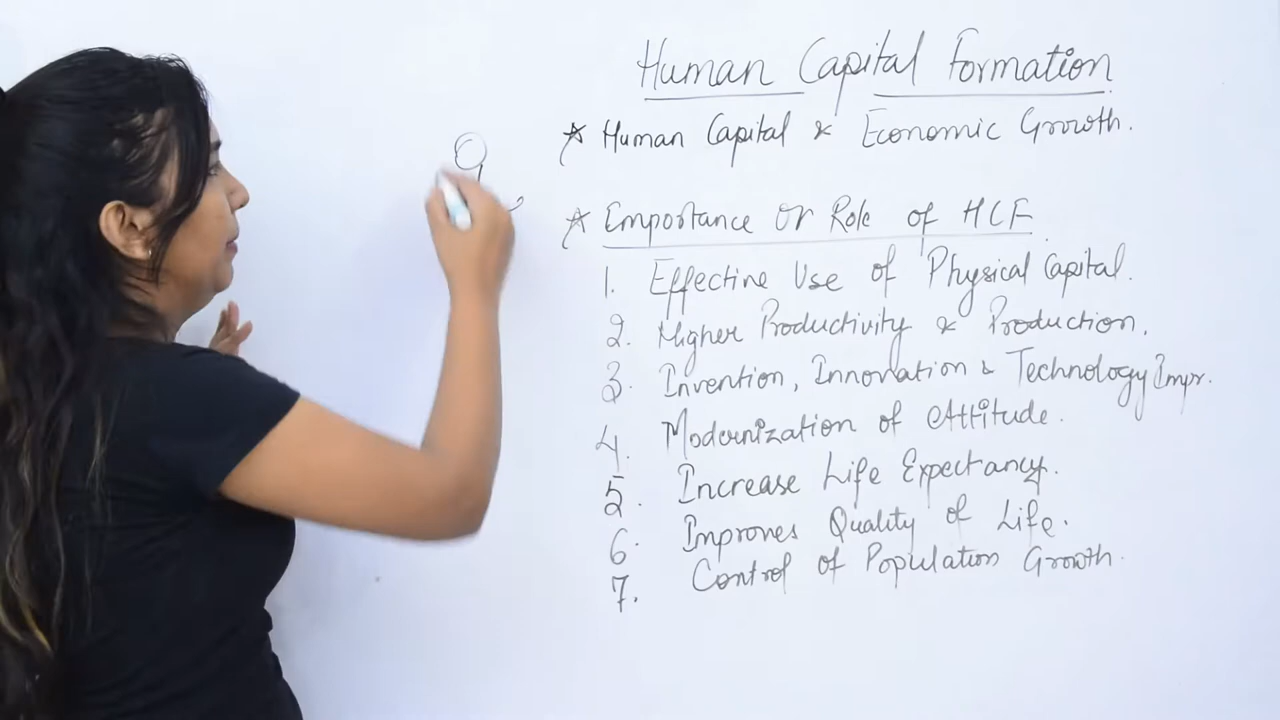 Human Capital Formation
* Human Capital & Economic Growth.
* Importance or Role of HCF
1. Effective Use of Physical Capital.
2. Higher Productivity & Production.
3. Invention, Innovation & Technology Impr.
4. Modernization of Attitude.
5. Increase Life Expectancy.
6. Improves Quality of Life.
7. Control of Population Growth.